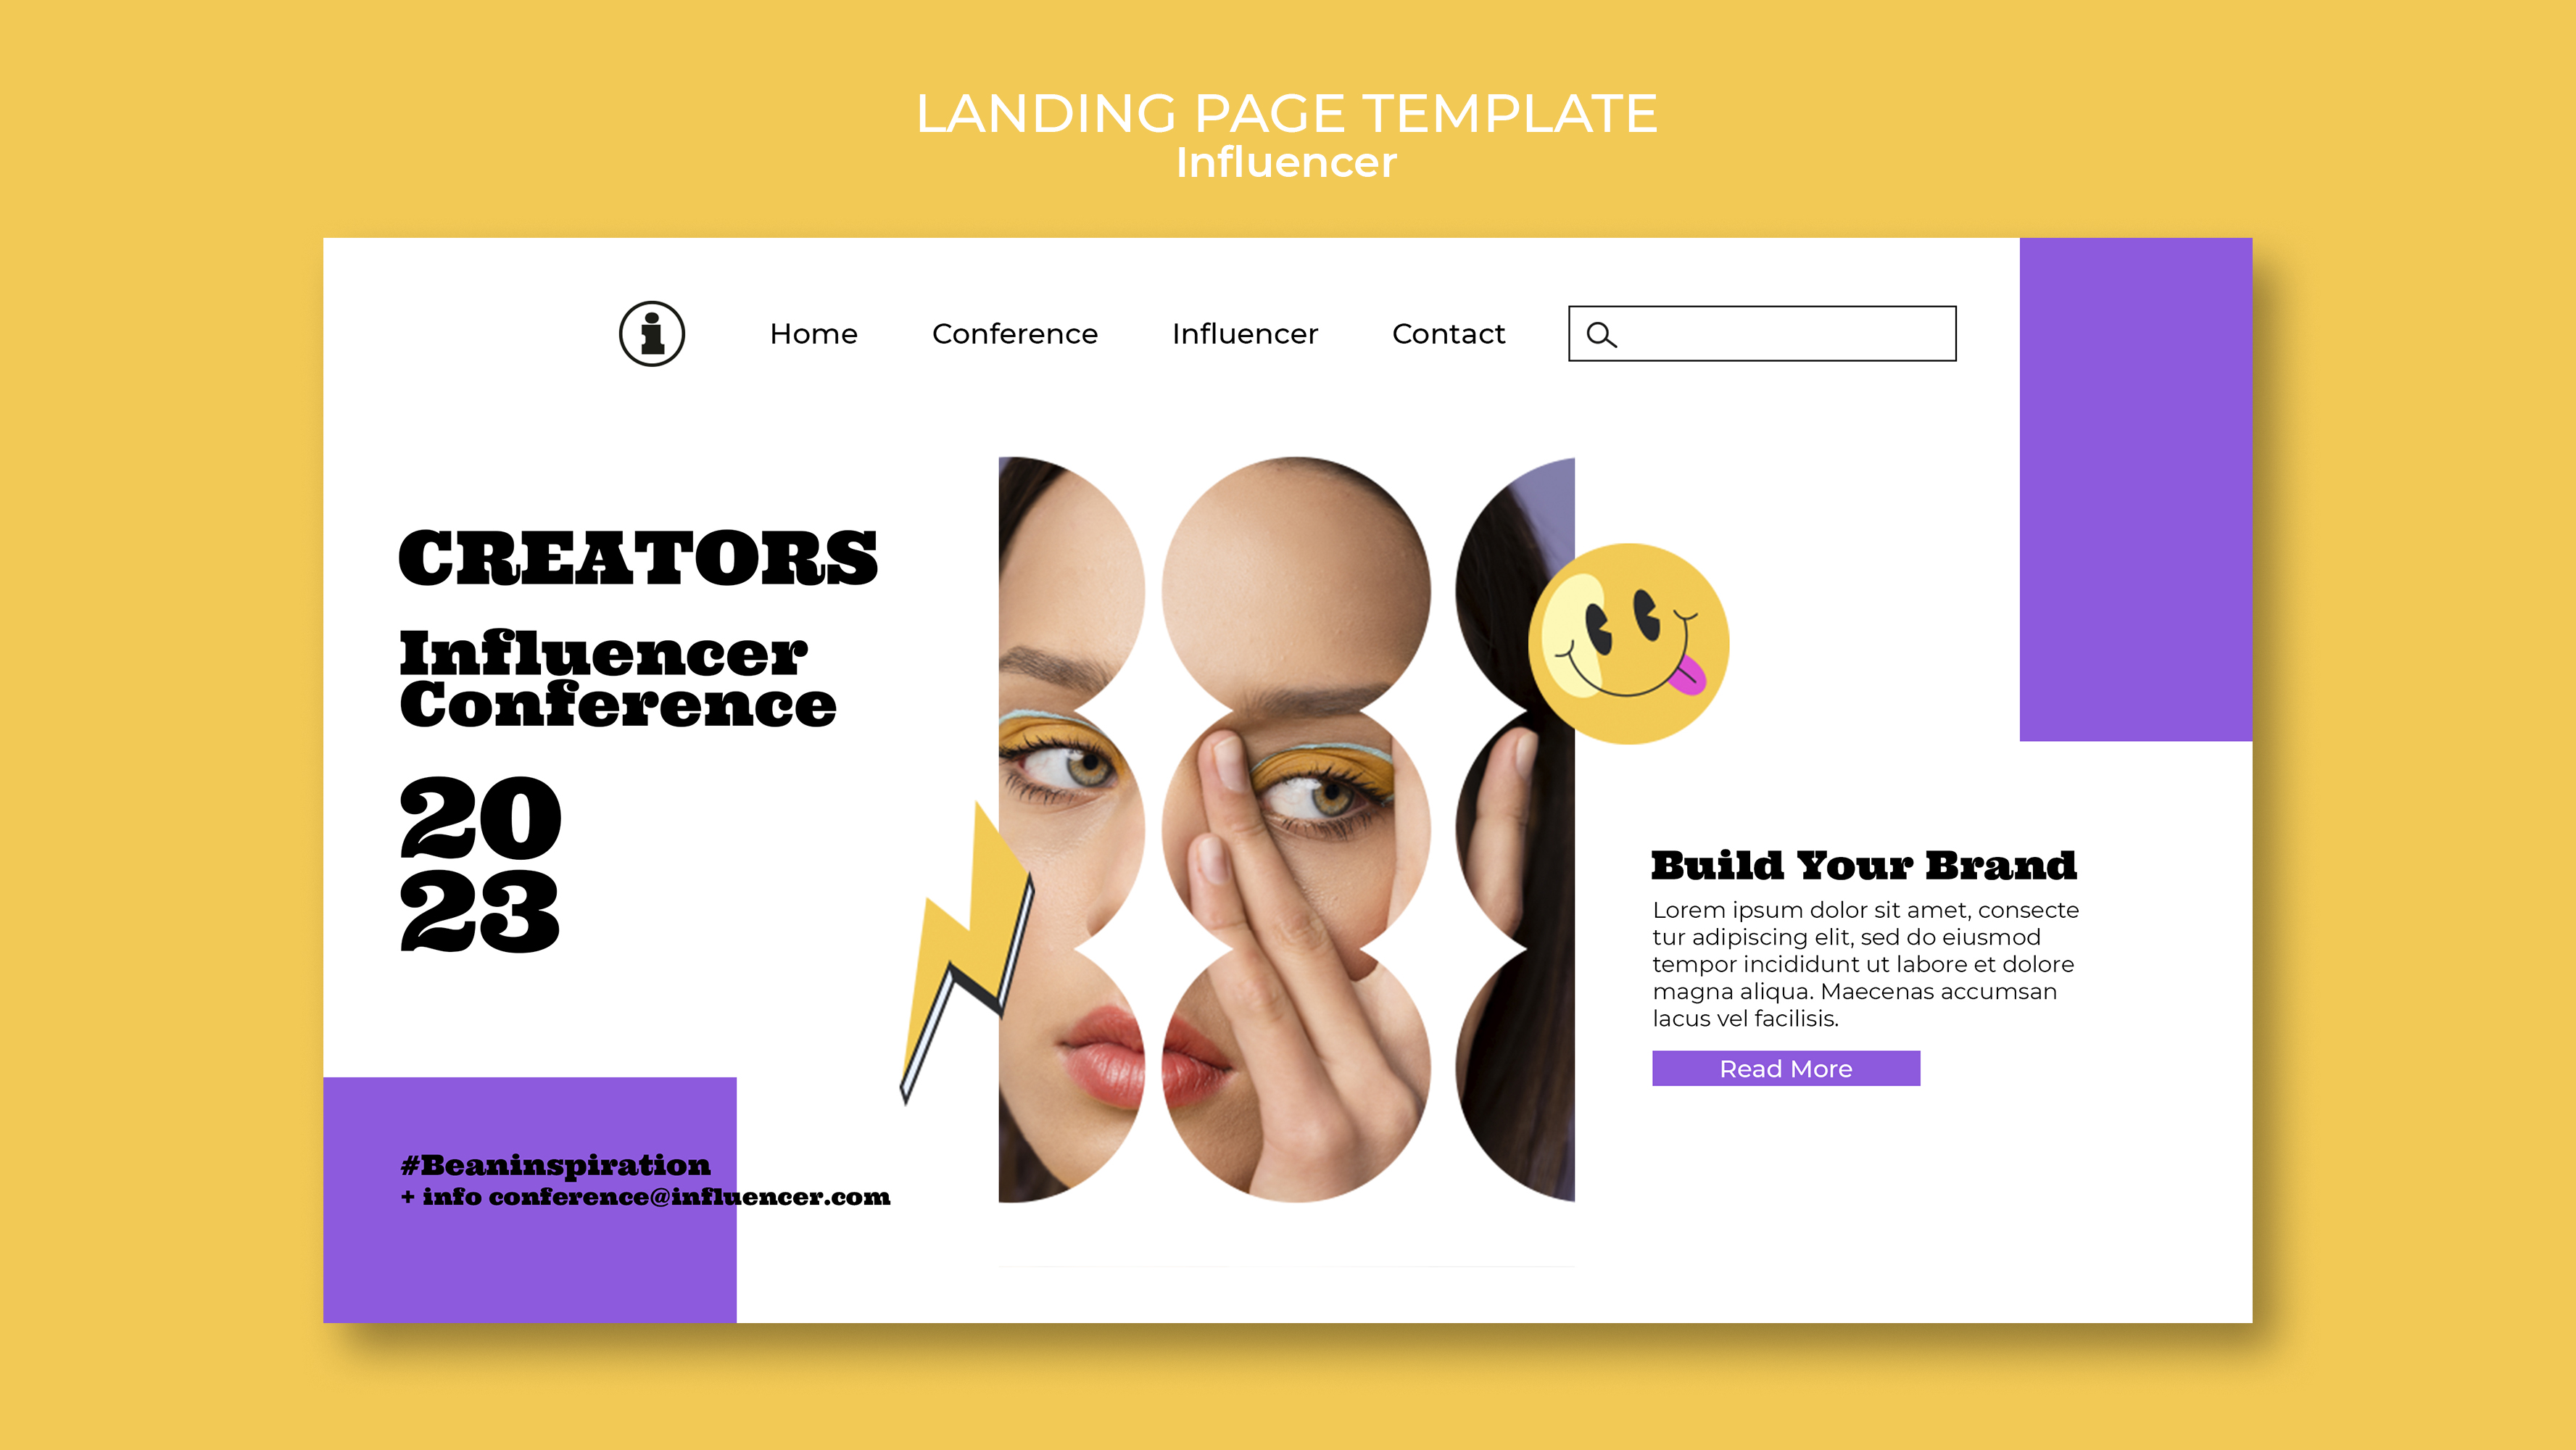 LANDING PAGE TEMPLATE
Influencer
i
Home
Conference
Influencer
Contact
CREATORS
Influencer
Conference
20
23
Build Your Brand
Lorem ipsum dolor sit amet, consecte
tur adipiscing elit, sed do eiusmod
tempor incididunt ut labore et dolore
magna aliqua. Maecenas accumsan
lacus vel facilisis.
Read More
#Beaninspiration
+ info conference@influencer.com